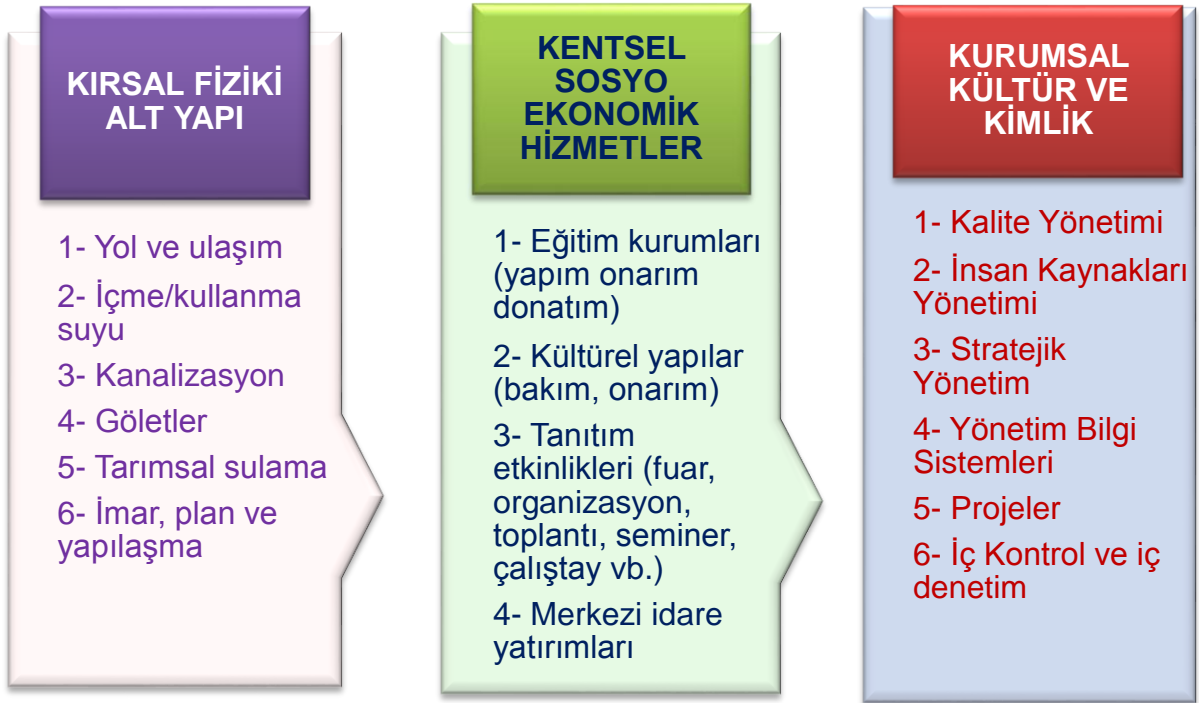 KIRSAL FİZİKİ
ALT YAPI
1- Yol ve ulaşım
2- İçme/kullanma
suyu
3- Kanalizasyon
4- Göletler
5- Tarımsal sulama
6- İmar, plan ve
yapılaşma
KENTSEL
SOSYO
EKONOMİK
HİZMETLER
1- Eğitim kurumları
(yapım onarım
donatım)
2- Kültürel yapılar
(bakım, onarım)
3- Tanıtım
etkinlikleri (fuar,
organizasyon,
toplantı, seminer,
çalıştay vb.)
4- Merkezi idare
yatırımları
KURUMSAL
KÜLTÜR VE
KİMLİK
1- Kalite Yönetimi
2- İnsan Kaynakları
Yönetimi
3- Stratejik
Yönetim
4- Yönetim Bilgi
Sistemleri
5- Projeler
6- İç Kontrol ve iç
denetim